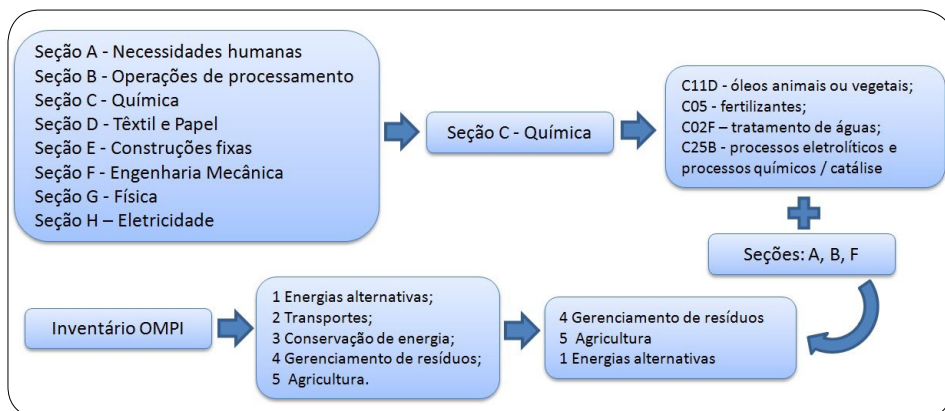 Seção A - Necessidades humanas
Seção B - Operações de processamento
Seção C - Química
Seção D - Têxtil e Papel
Seção E - Construções fixas
Seção F - Engenharia Mecânica
Seção G - Física
Seção H – Eletricidade
Seção C - Química
C11D - óleos animais ou vegetais;
C05 - fertilizantes;
C02F – tratamento de águas;
C25B - processos eletrolíticos e
processos químicos / catálise
Seções: A, B, F
Inventário OMPI
1 Energias alternativas;
2 Transportes;
3 Conservação de energia;
4 Gerenciamento de resíduos;
5 Agricultura.
4 Gerenciamento de resíduos
5 Agricultura
1 Energias alternativas